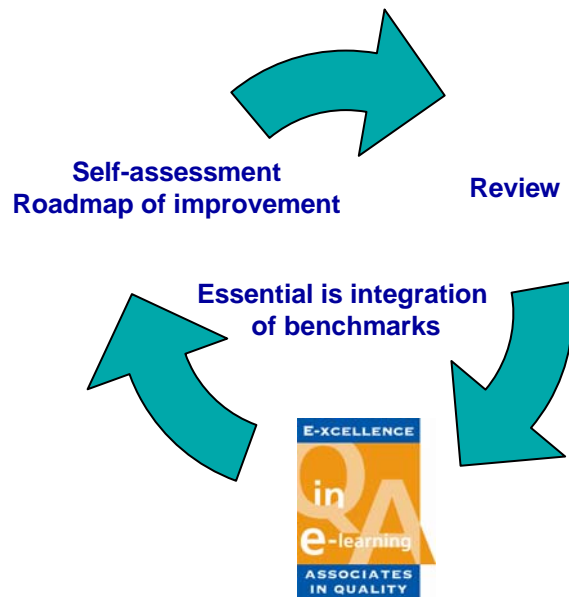 Self-assessment
Roadmap of improvement
Review
Essential is integration
of benchmarks
E-XCELLENCE
QA
in
e-learning
ASSOCIATES
IN QUALITY